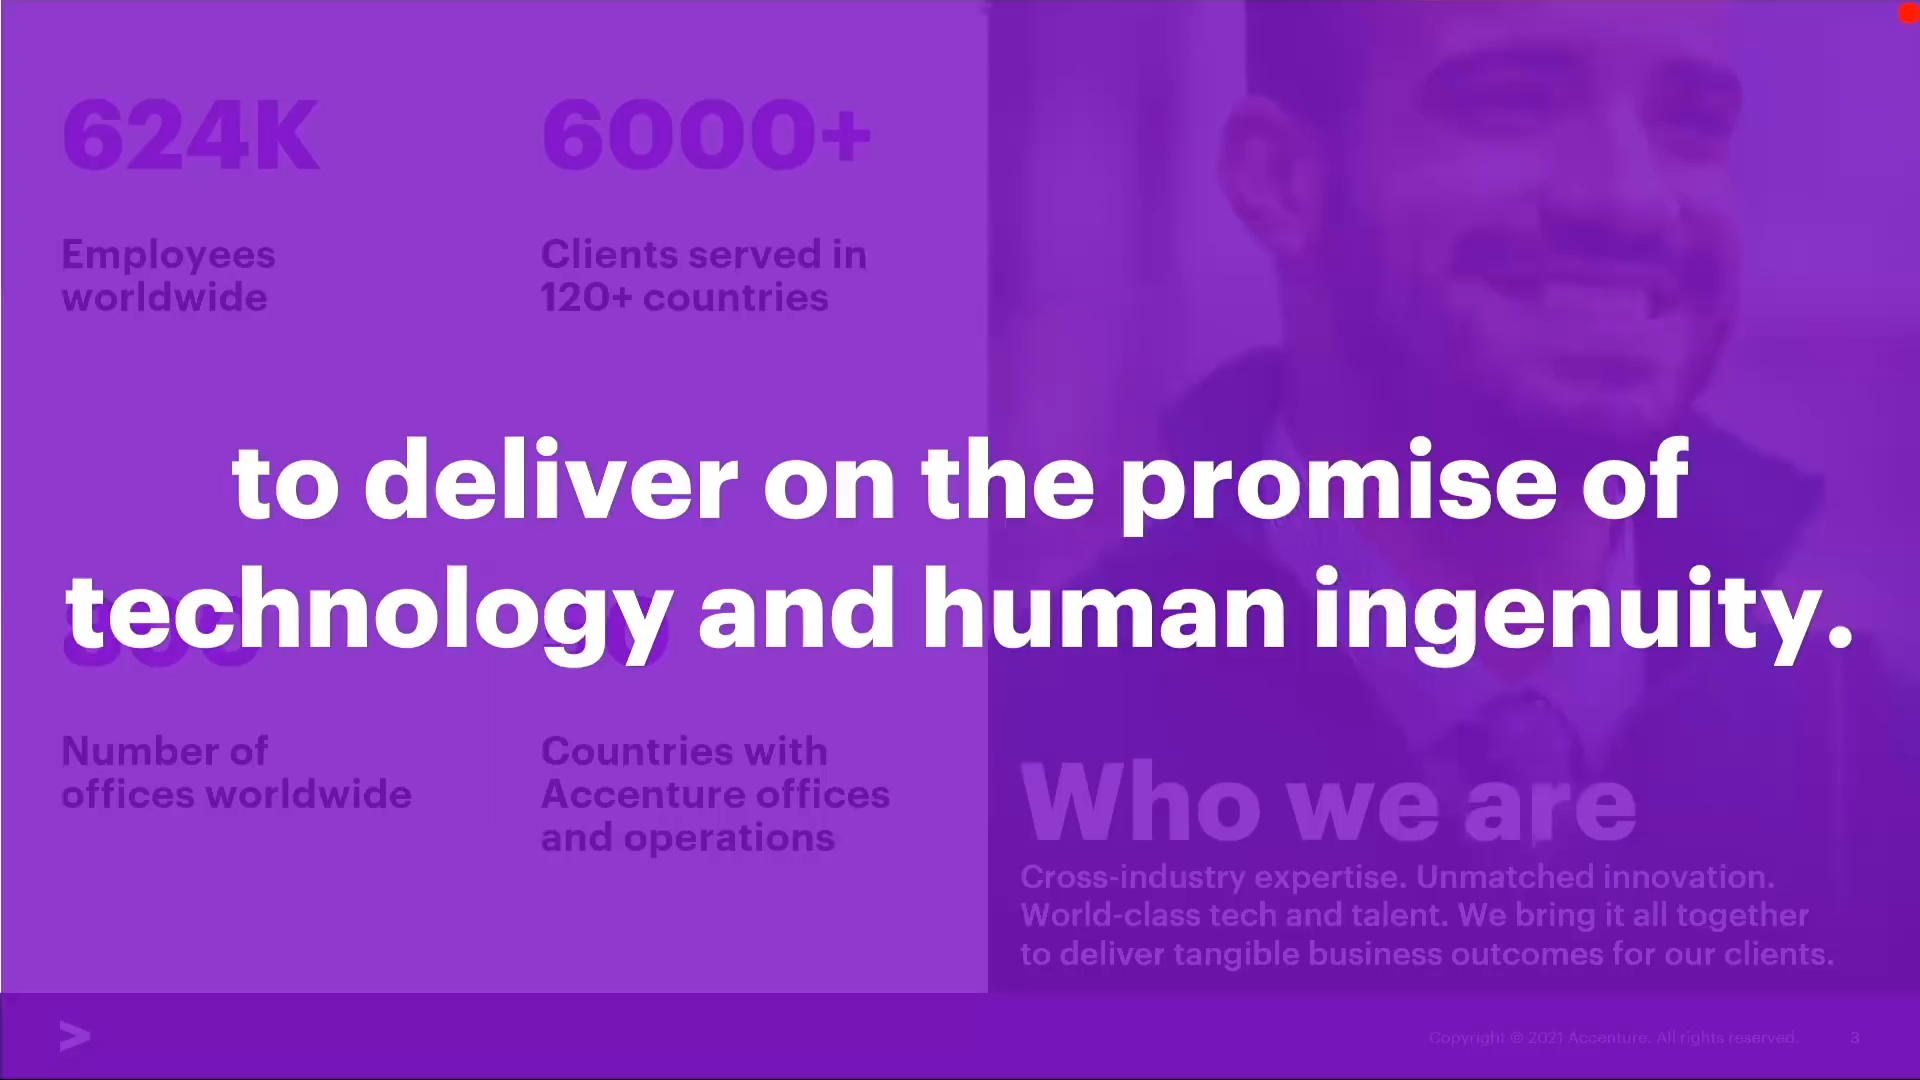 624K
Employees
worldwide
6000+
Clients served in
120+ countries
to deliver on the promise of
technology and human ingenuity.
Number of
offices worldwide
Countries with
Accenture offices
and operations
Who we are
Cross-industry expertise. Unmatched innovation.
World-class tech and talent. We bring it all together
to deliver tangible business outcomes for our clients.
>
Copyright © 2021 Accenture. All rights reserved.
3